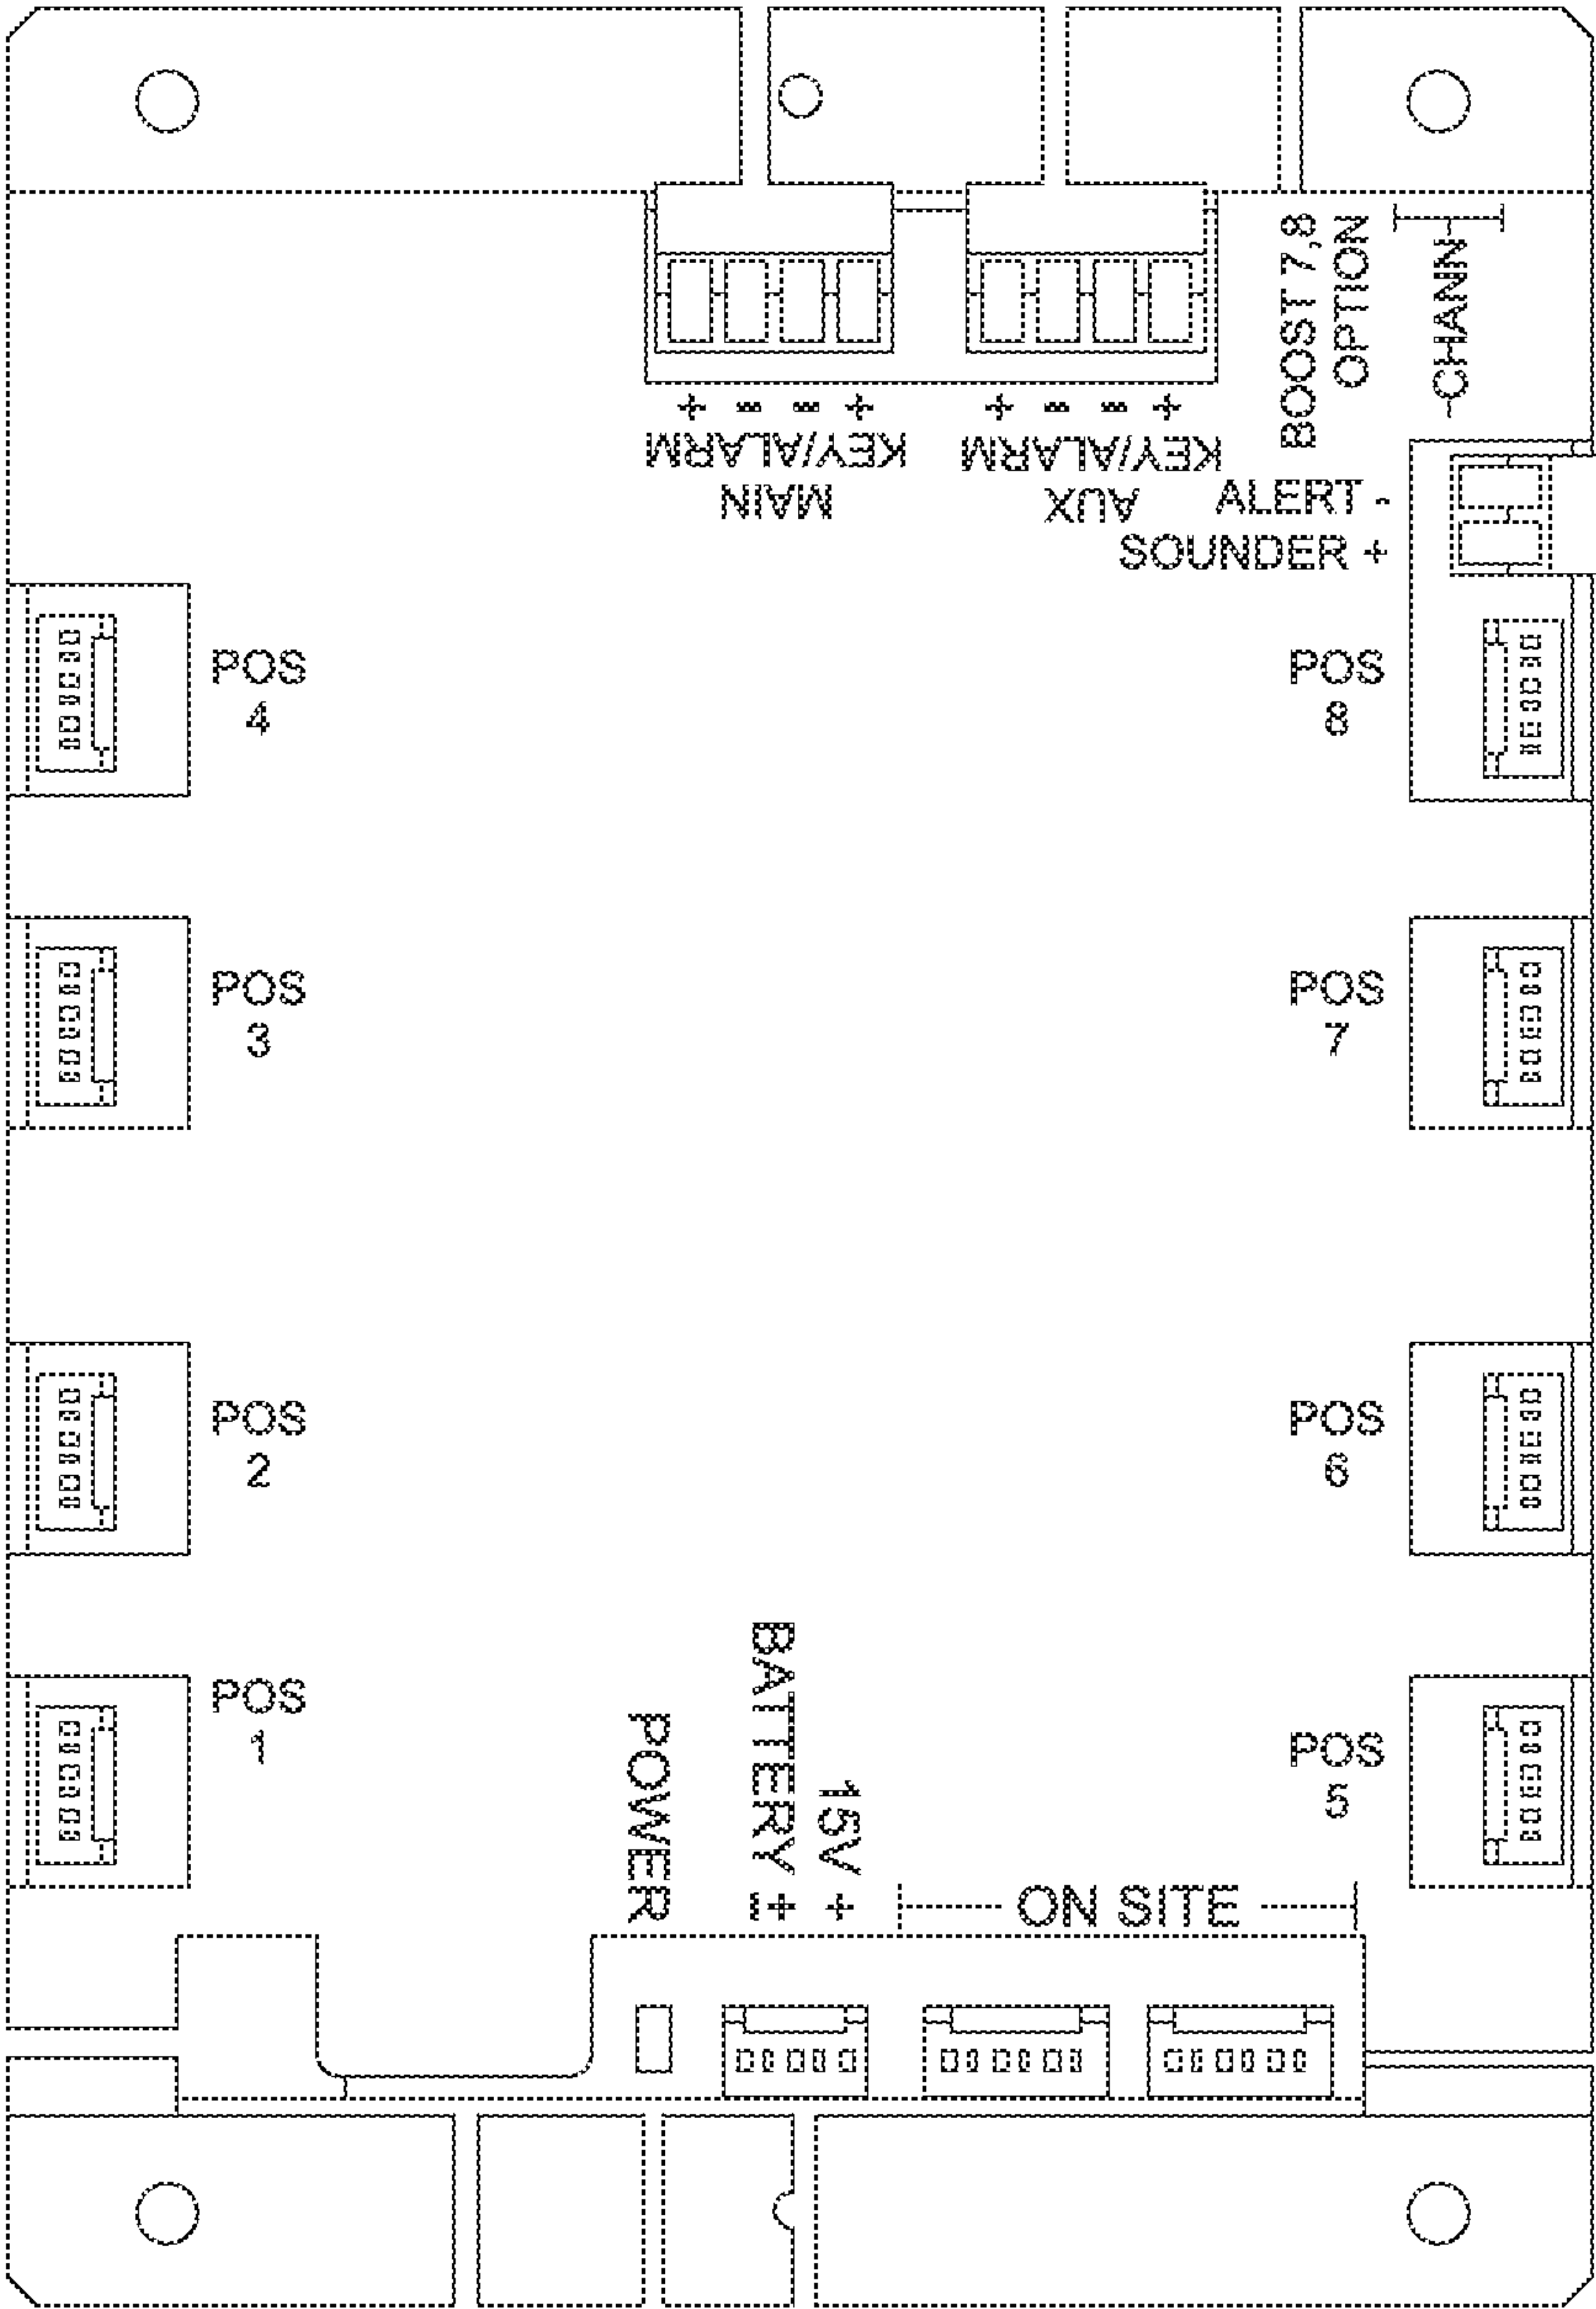 BOOST 7,8
OPTION
CHANN
+ - - +
KEY/ALARM
MAIN
+ - - +
KEY/ALARM
AUX
ALERT -
SOUNDER +
POS
4
POS
8
POS
3
POS
7
POS
2
POS
6
POS
1
POS
5
POWER
BATTERY ±
15V +
ON SITE